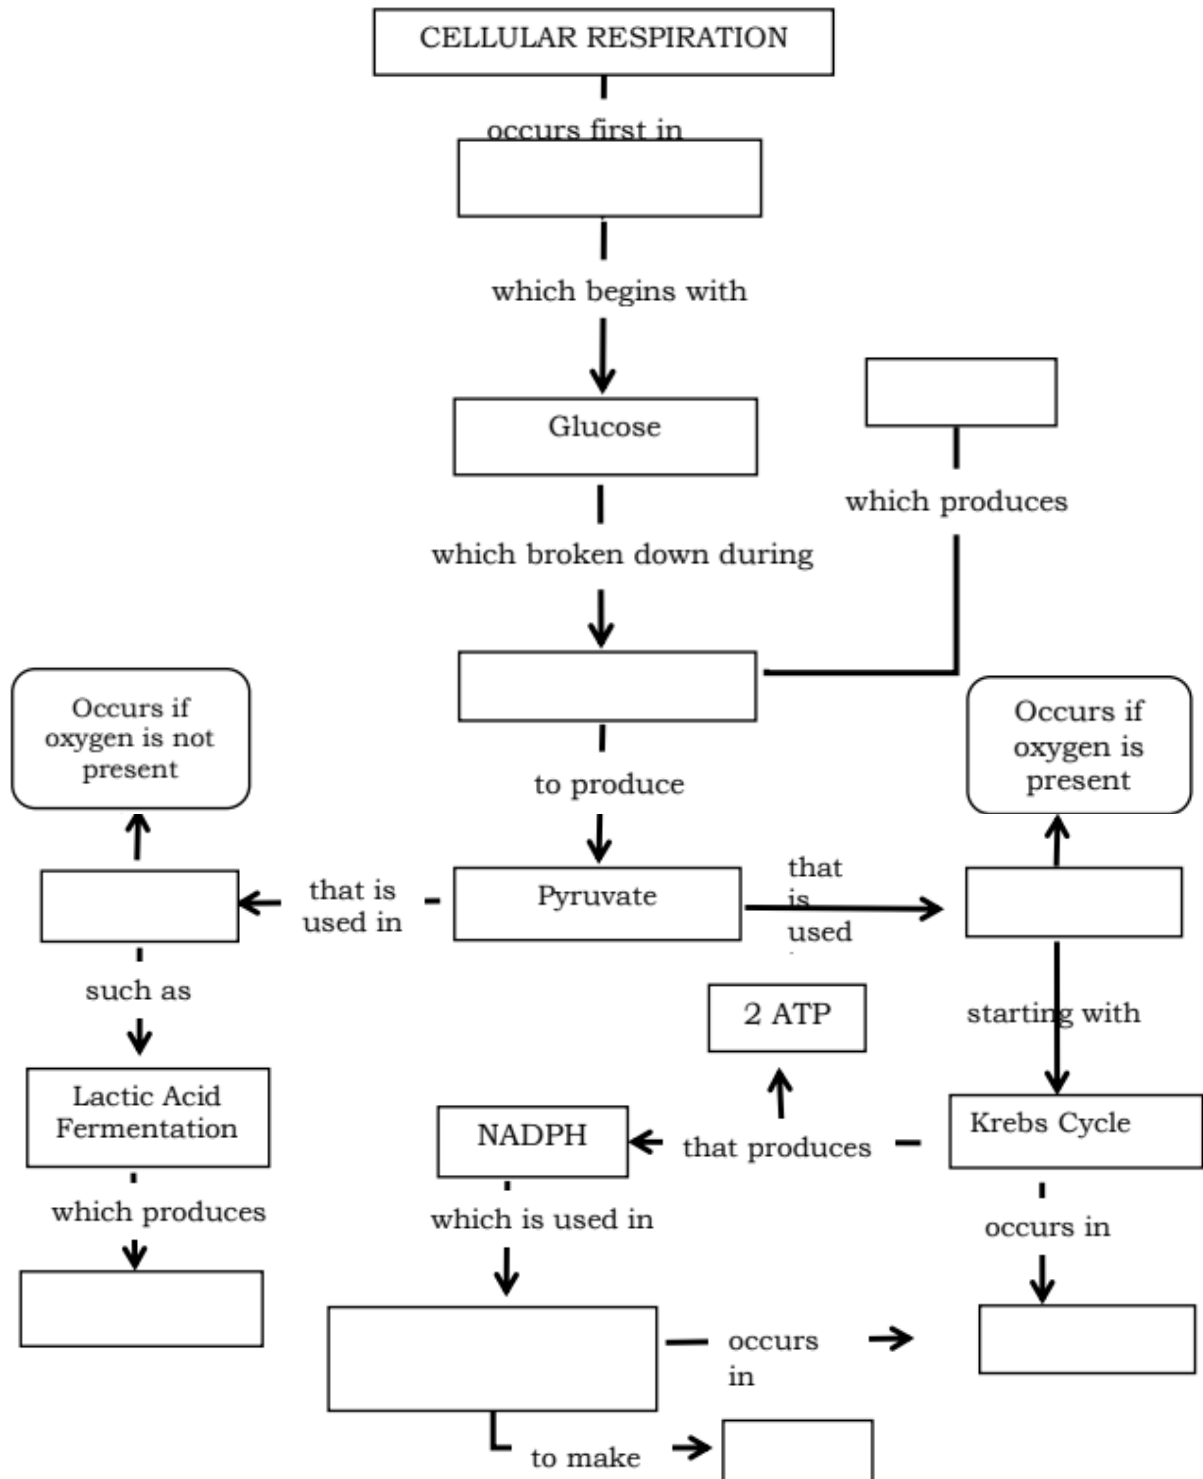 CELLULAR RESPIRATION
occurs first in
which begins with
Glucose
which produces
which broken down during
Occurs if
oxygen is not
present
Occurs if
oxygen is
present
to produce
that is
used in
Pyruvate
that
is
used
such as
2 ATP
starting with
Lactic Acid
Fermentation
NADPH
that produces
Krebs Cycle
which produces
which is used in
occurs in
occurs
in
to make